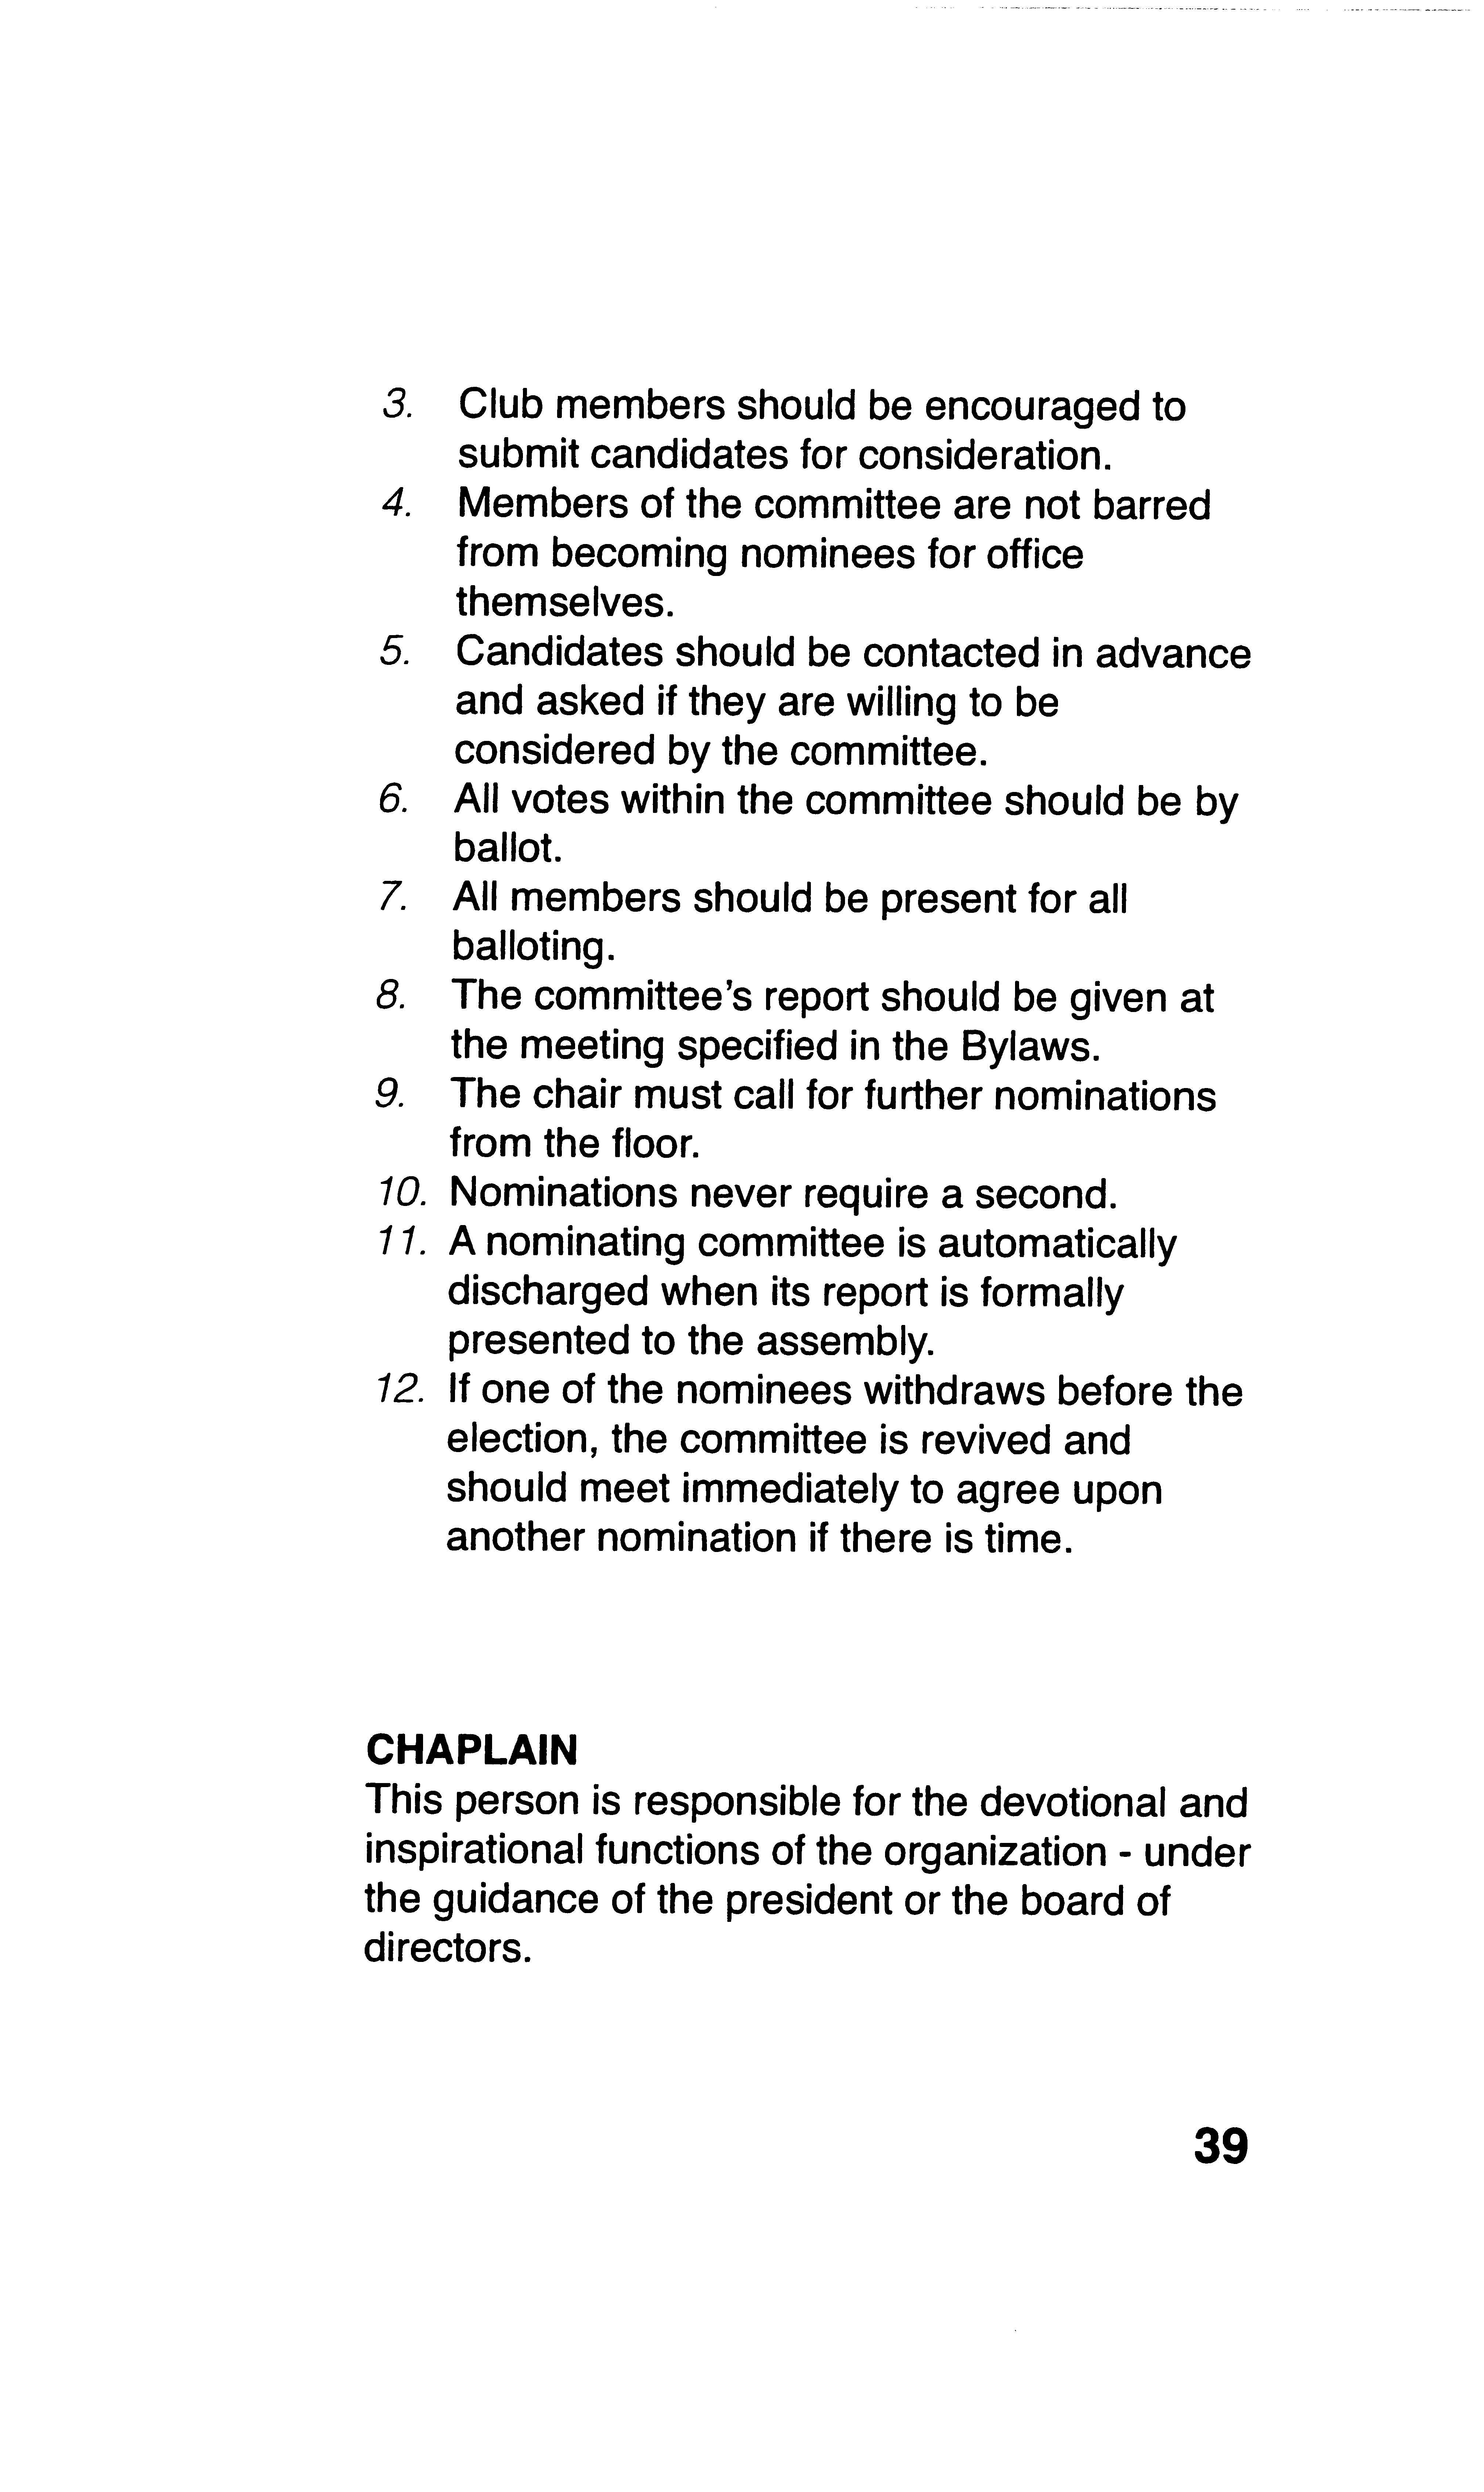 3. Club members should be encouraged to
submit candidates for consideration.
4. Members of the committee are not barred
from becoming nominees for office
themselves.
5. Candidates should be contacted in advance
and asked if they are willing to be
considered by the committee.
6. All votes within the committee should be by
ballot.
7. All members should be present for all
balloting.
8. The committee's report should be given at
the meeting specified in the Bylaws.
9. The chair must call for further nominations
from the floor.
10. Nominations never require a second.
11. A nominating committee is automatically
discharged when its report is formally
presented to the assembly.
12. If one of the nominees withdraws before the
election, the committee is revived and
should meet immediately to agree upon
another nomination if there is time.
CHAPLAIN
This person is responsible for the devotional and
inspirational functions of the organization - under
the guidance of the president or the board of
directors.
39